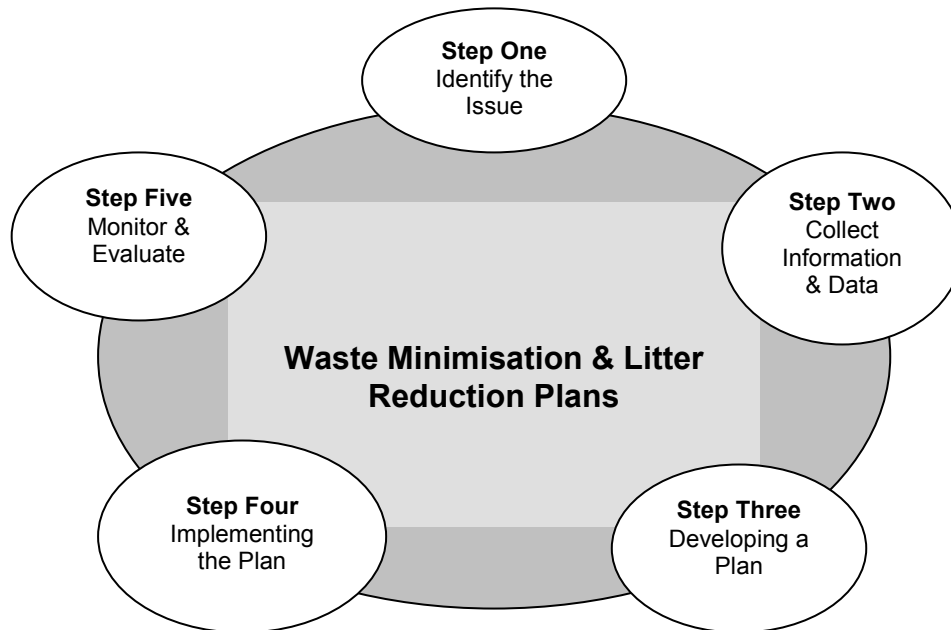 Step One
Identify the
Issue
Step Two
Collect
Information
& Data
Step Three
Developing a
Plan
Step Four
Implementing
the Plan
Step Five
Monitor &
Evaluate
Waste Minimisation & Litter
Reduction Plans